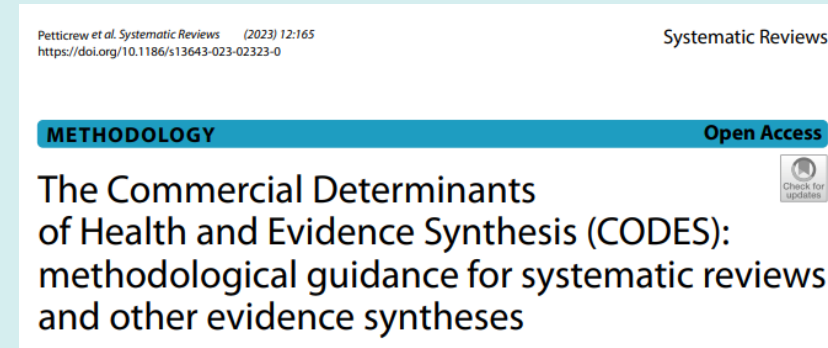 Petticrew et al. Systematic Reviews (2023) 12:165
https://doi.org/10.1186/s13643-023-02323-0
Systematic Reviews
METHODOLOGY
Open Access
Check for
updates
The Commercial Determinants
of Health and Evidence Synthesis (CODES):
methodological guidance for systematic reviews
and other evidence syntheses